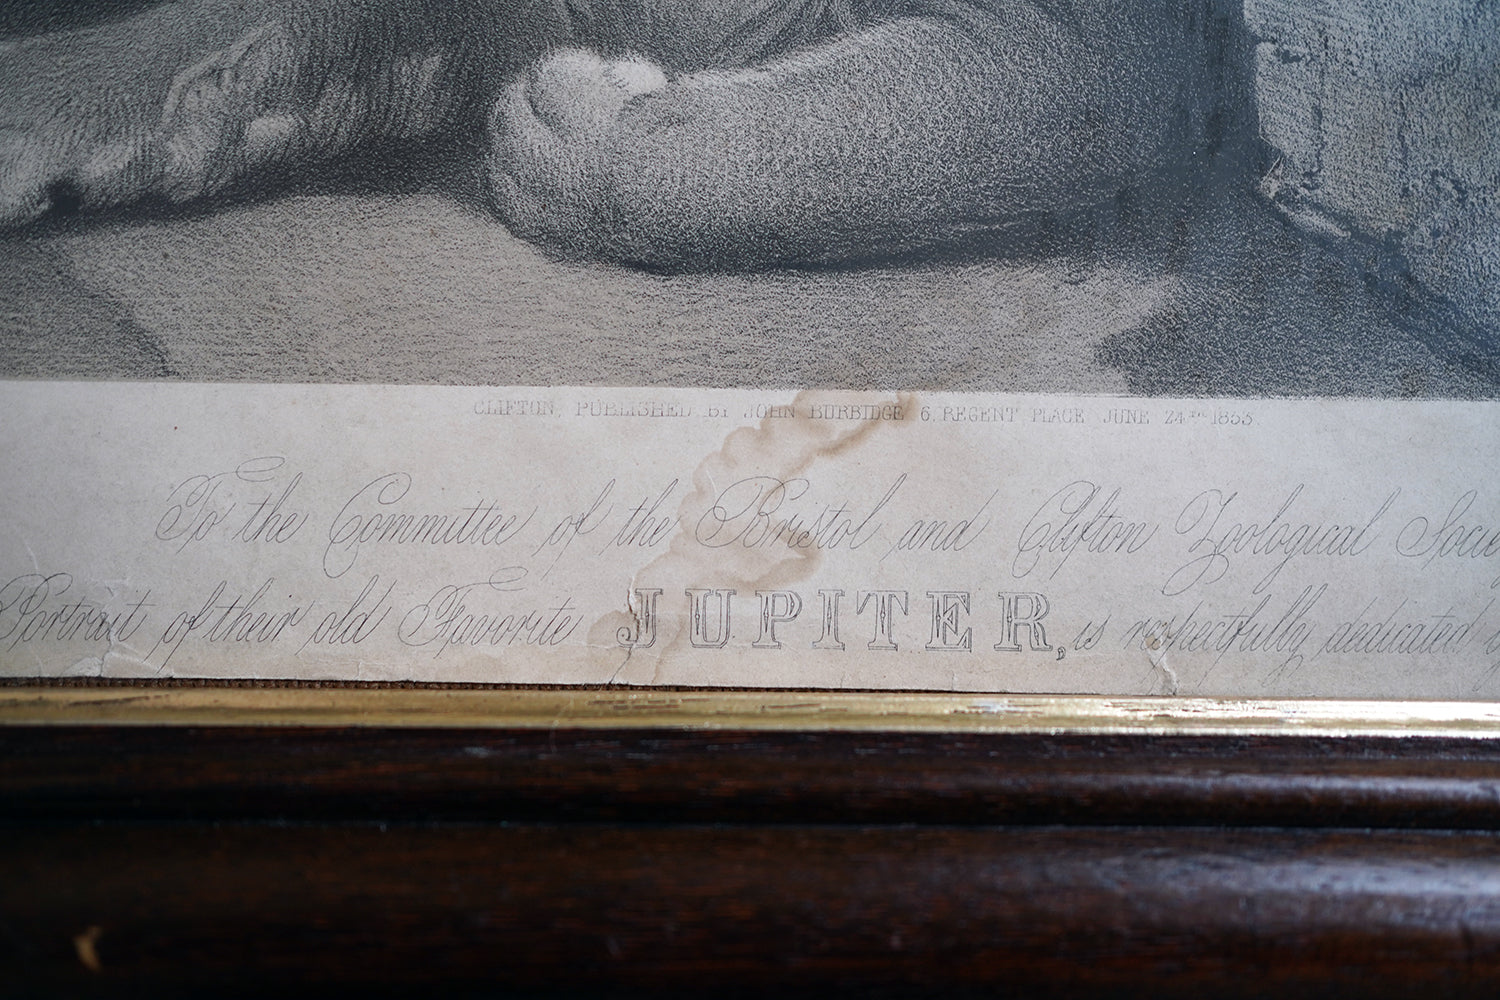 CLIFTON, PUBLISHED BY JOHN BURBIDGE 6, REGENT PLACE JUNE 24TH 1853.
To the Committee of the Bristol and Clifton Zoological
Portrait of their old Favorite JUPITER, is respectfully dedicated